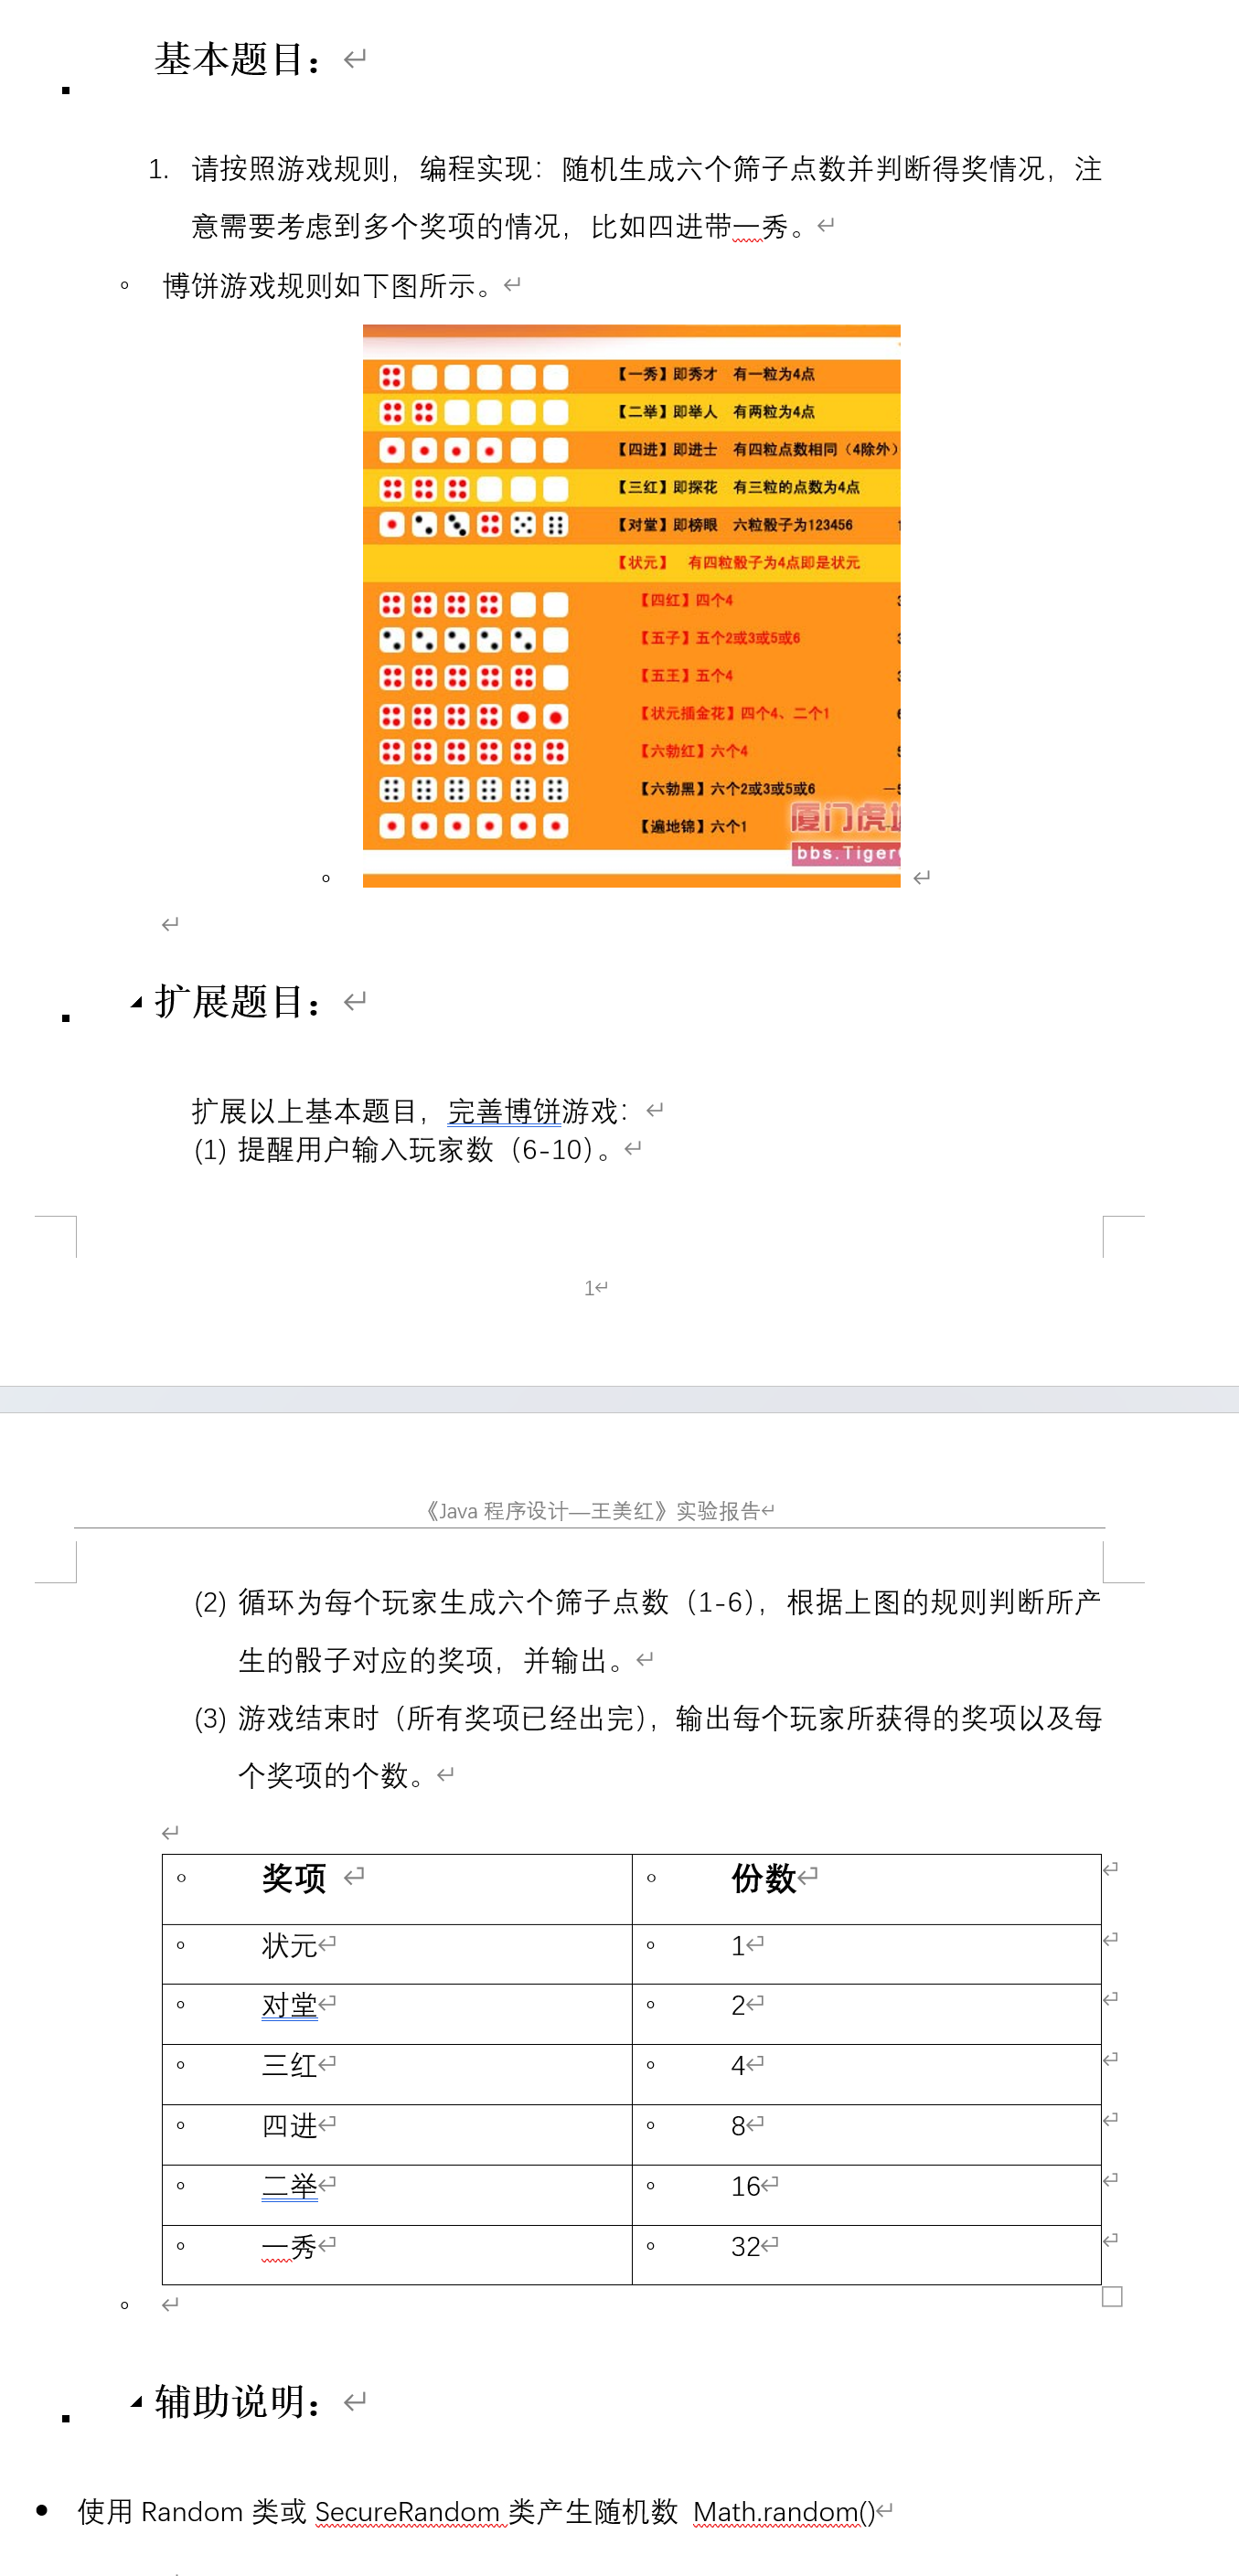 基本题目：
1. 请按照游戏规则，编程实现：随机生成六个筛子点数并判断得奖情况，注
意需要考虑到多个奖项的情况，比如四进带一秀。
博饼游戏规则如下图所示。
【一秀】即秀才 有一粒为4点
【二举】即举人 有两粒为4点
【四进】即进士 有四粒点数相同（4除外）
【三红】即探花 有三粒的点数为4点
【对堂】即榜眼 六粒骰子为123456
【状元】 有四粒骰子为4点即是状元
【四红】四个4
【五子】五个2或3或5或6
【五王】五个4
【状元插金花】四个4、二个1
【六勃红】六个4
【六勃黑】六个2或3或5或6
【遍地锦】六个1
厦门虎
bbs.Tiger
扩展题目：
扩展以上基本题目，完善博饼游戏：
(1) 提醒用户输入玩家数（6-10）。
1
《Java 程序设计—王美红》实验报告
(2) 循环为每个玩家生成六个筛子点数（1-6），根据上图的规则判断所产
生的骰子对应的奖项，并输出。
(3) 游戏结束时（所有奖项已经出完），输出每个玩家所获得的奖项以及每
个奖项的个数。
奖项 份数
状元 1
对堂 2
三红 4
四进 8
二举 16
一秀 32
辅助说明：
使用 Random 类或 SecureRandom 类产生随机数 Math.random()